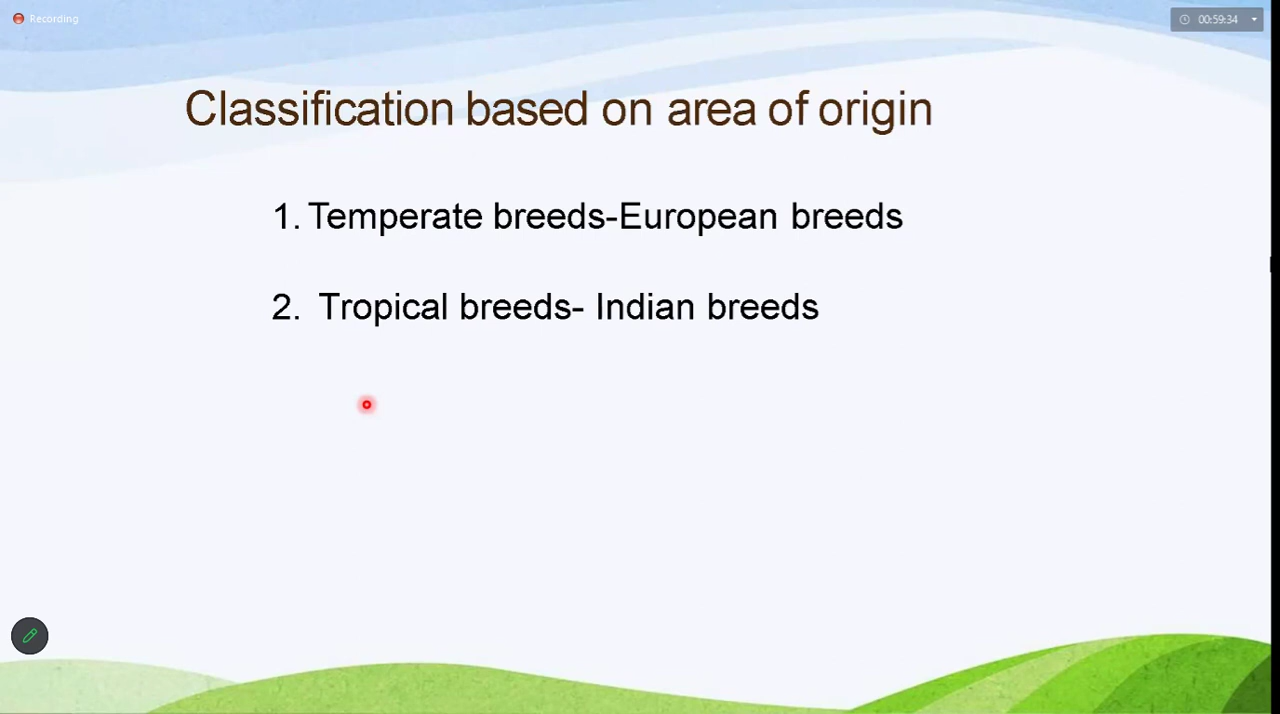 Recording
00:59:34
Classification based on area of origin
1. Temperate breeds-European breeds
2. Tropical breeds- Indian breeds